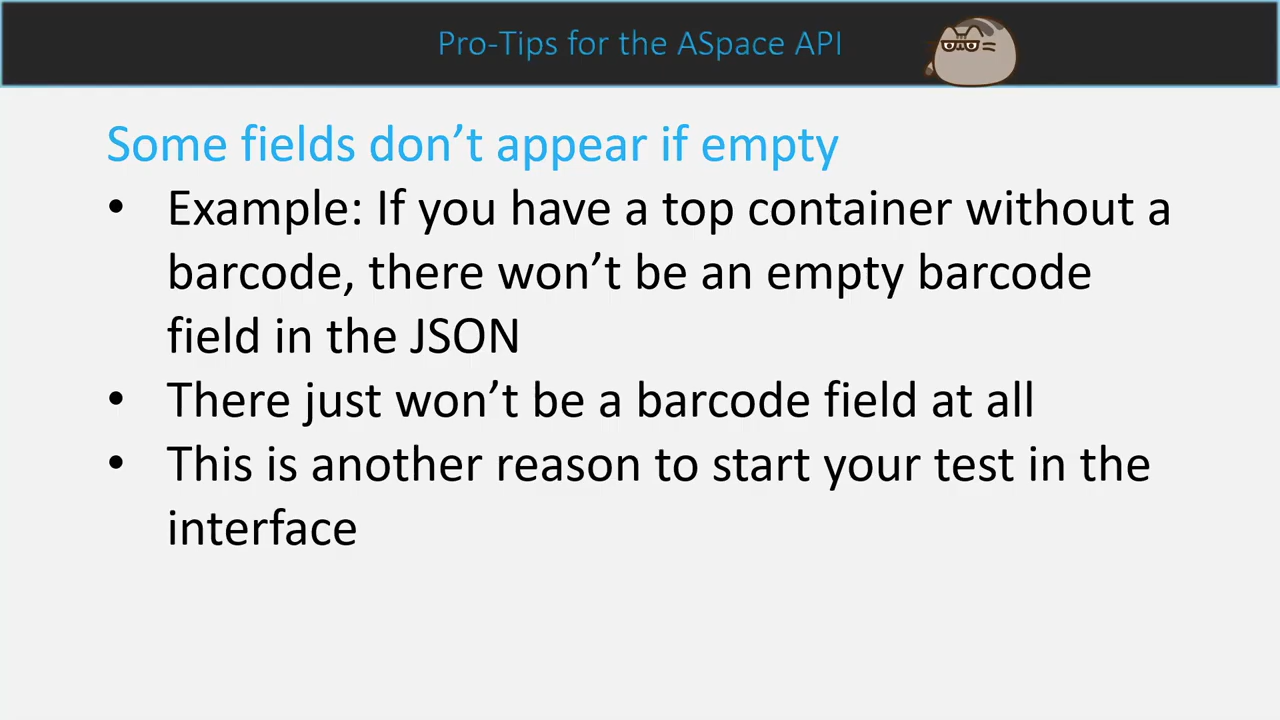 Pro-Tips for the ASpace API
Some fields don’t appear if empty
• Example: If you have a top container without a
barcode, there won’t be an empty barcode
field in the JSON
• There just won’t be a barcode field at all
• This is another reason to start your test in the
interface